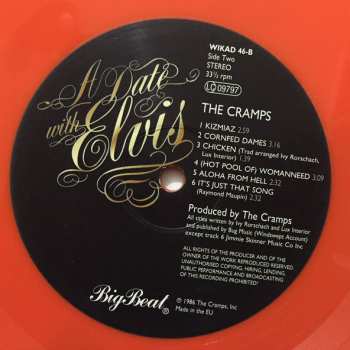 A Date
with Elvis
WIKAD 46-B
Side Two
STEREO
33⅓ rpm
LC 09797
THE CRAMPS
1 KIZMIAZ 2.59
2 CORNFED DAMES 3.16
3 CHICKEN (Trad arranged Ivy Rorschach,
Lux Interior) 1.39
4 (HOT POOL OF) WOMANNEED 3.09
5 ALOHA FROM HELL 2.32
6 IT'S JUST THAT SONG
(Raymond Maupin) 2.32
Produced by The Cramps
All titles written by Ivy Rorschach and Lux Interior
and published by Bug Music (Windswept Account)
except track 6 Jimmie Skinner Music Co Inc
ALL RIGHTS OF THE PRODUCER AND OF THE
OWNER OF THE WORK REPRODUCED RESERVED.
UNAUTHORISED COPYING, HIRING, LENDING,
PUBLIC PERFORMANCE AND BROADCASTING
OF THIS RECORDING PROHIBITED!
Big Beat ®
℗ 1986 The Cramps, Inc
Made in the EU